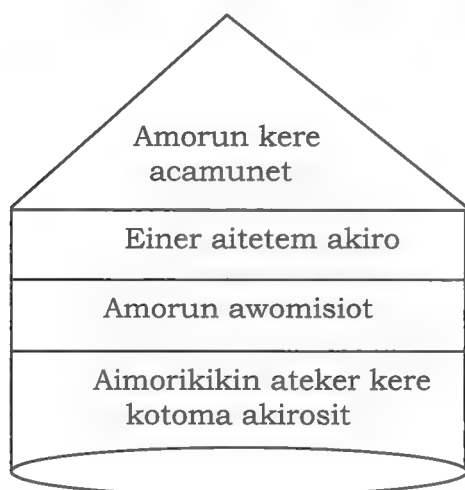 Amorun kere
acamunet
Einer aitetem akiro
Amorun awomisiot
Aimorikikin ateker kere
kotoma akirosit